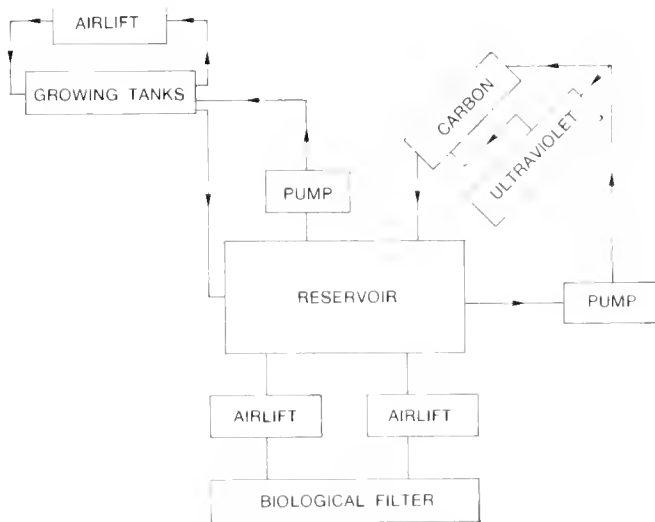 AIRLIFT
GROWING TANKS
CARBON
ULTRAVIOLET
PUMP
RESERVOIR
PUMP
AIRLIFT
AIRLIFT
BIOLOGICAL FILTER